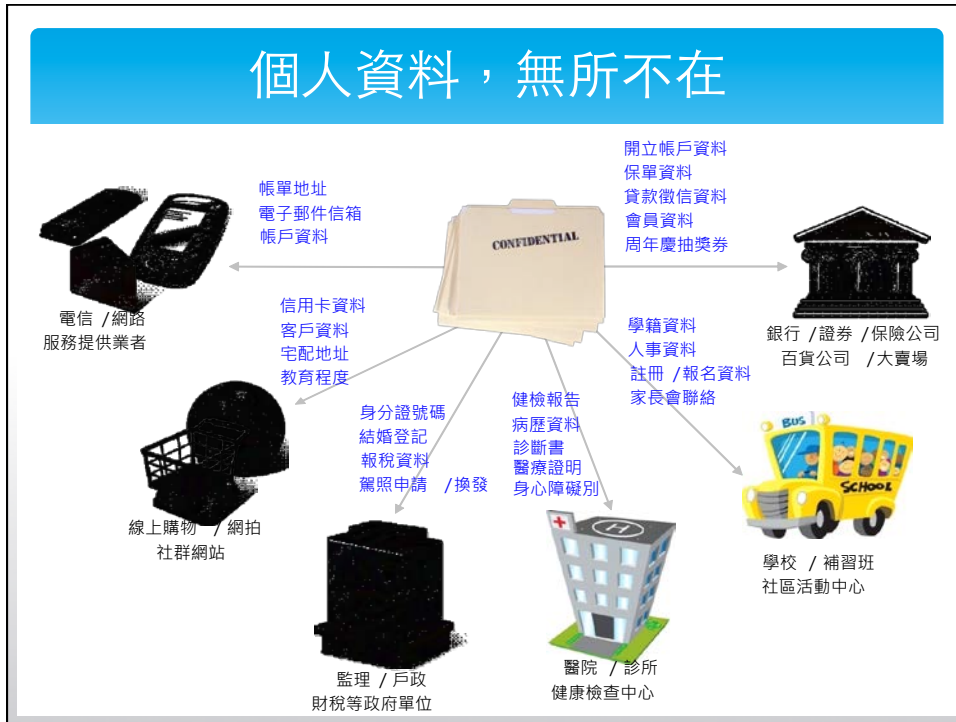 個人資料，無所不在
帳單地址
電子郵件信箱
帳戶資料
電信 /網路
服務提供業者
CONFIDENTIAL
開立帳戶資料
保單資料
貸款徵信資料
會員資料
周年慶抽獎券
銀行 /證券 /保險公司
百貨公司 /大賣場
信用卡資料
客戶資料
宅配地址
教育程度
線上購物 /網拍
社群網站
身分證號碼
結婚登記
報稅資料
駕照申請 /換發
監理 /戶政
財稅等政府單位
健檢報告
病歷資料
診斷書
醫療證明
身心障礙別
H
醫院 /診所
健康檢查中心
學籍資料
人事資料
註冊 /報名資料
家長會聯絡
BUS
SCHOOL
學校 /補習班
社區活動中心